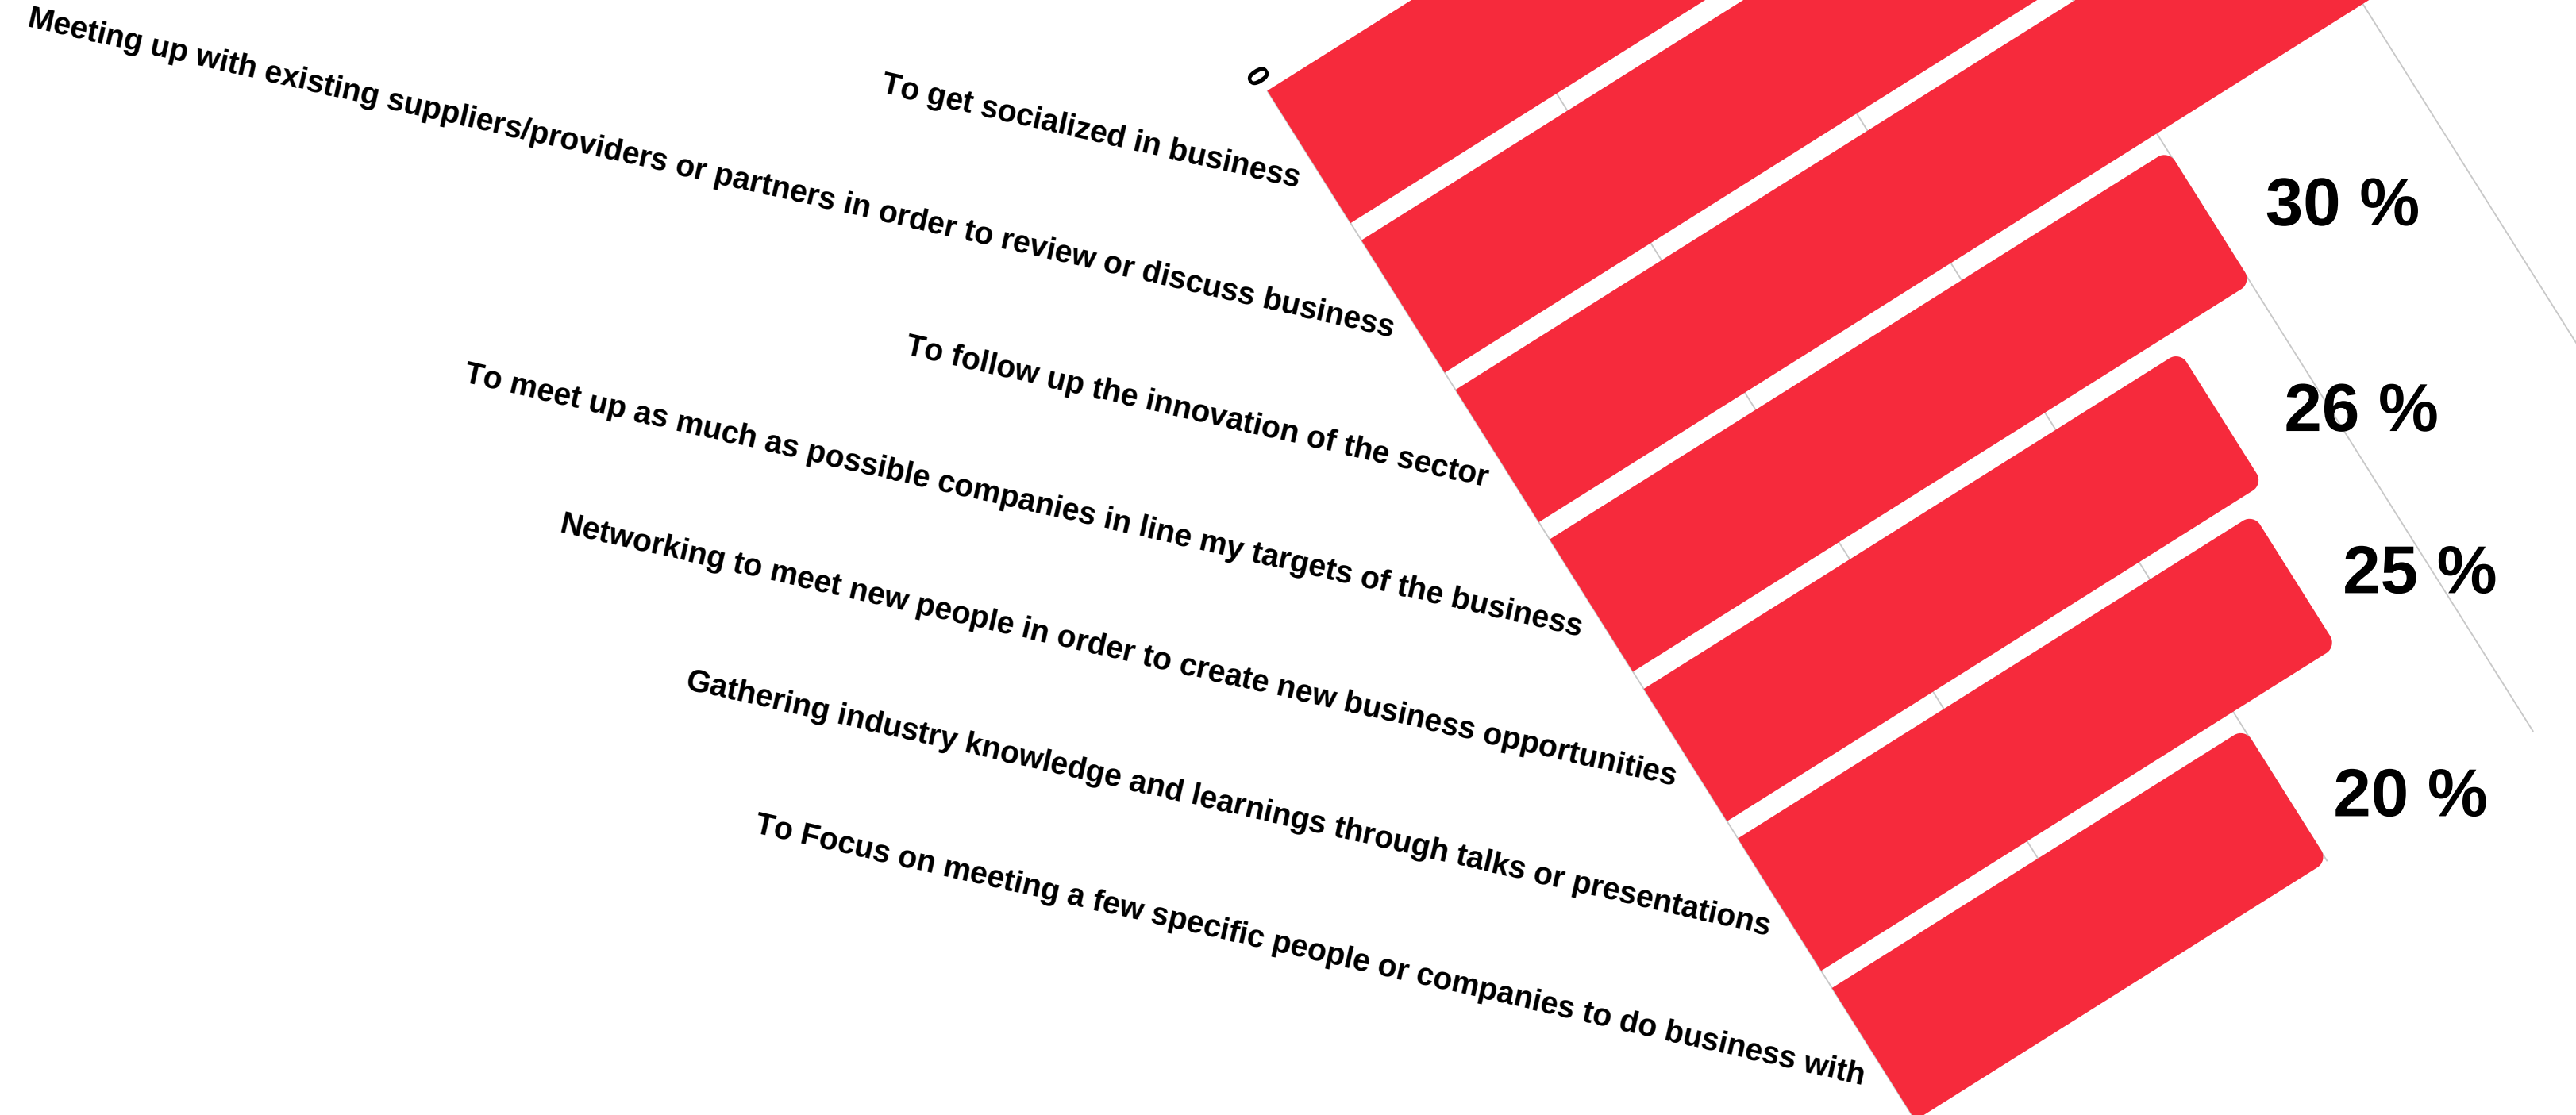 0
To get socialized in business
Meeting up with existing suppliers/providers or partners in order to review or discuss business
To follow up the innovation of the sector
To meet up as much as possible companies in line my targets of the business
Networking to meet new people in order to create new business opportunities
Gathering industry knowledge and learnings through talks or presentations
To Focus on meeting a few specific people or companies to do business with
30 %
26 %
25 %
20 %